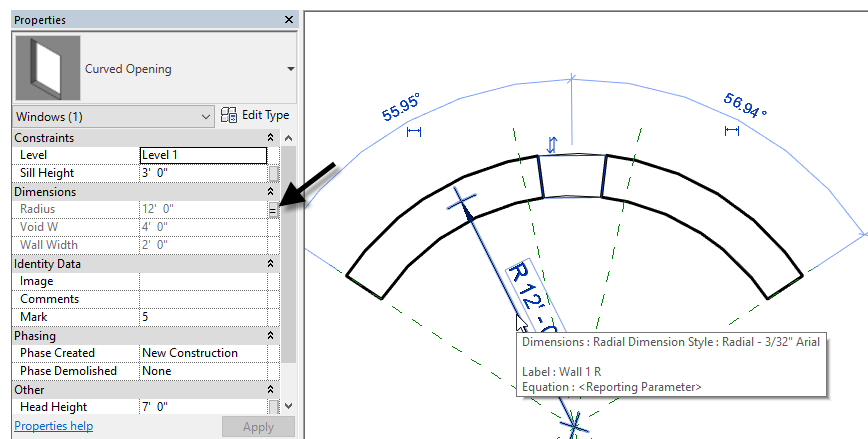 Properties
Curved Opening
Windows (1)
Edit Type
Constraints
Level Level 1
Sill Height 3' 0"
Dimensions
Radius 12' 0" =
Void W 4' 0"
Wall Width 2' 0"
Identity Data
Image
Comments
Mark 5
Phasing
Phase Created New Construction
Phase Demolished None
Other
Head Height 7' 0"
Properties help Apply
55.95°
56.94°
R 12' -
Dimensions : Radial Dimension Style : Radial - 3/32" Arial
Label : Wall 1 R
Equation : <Reporting Parameter>